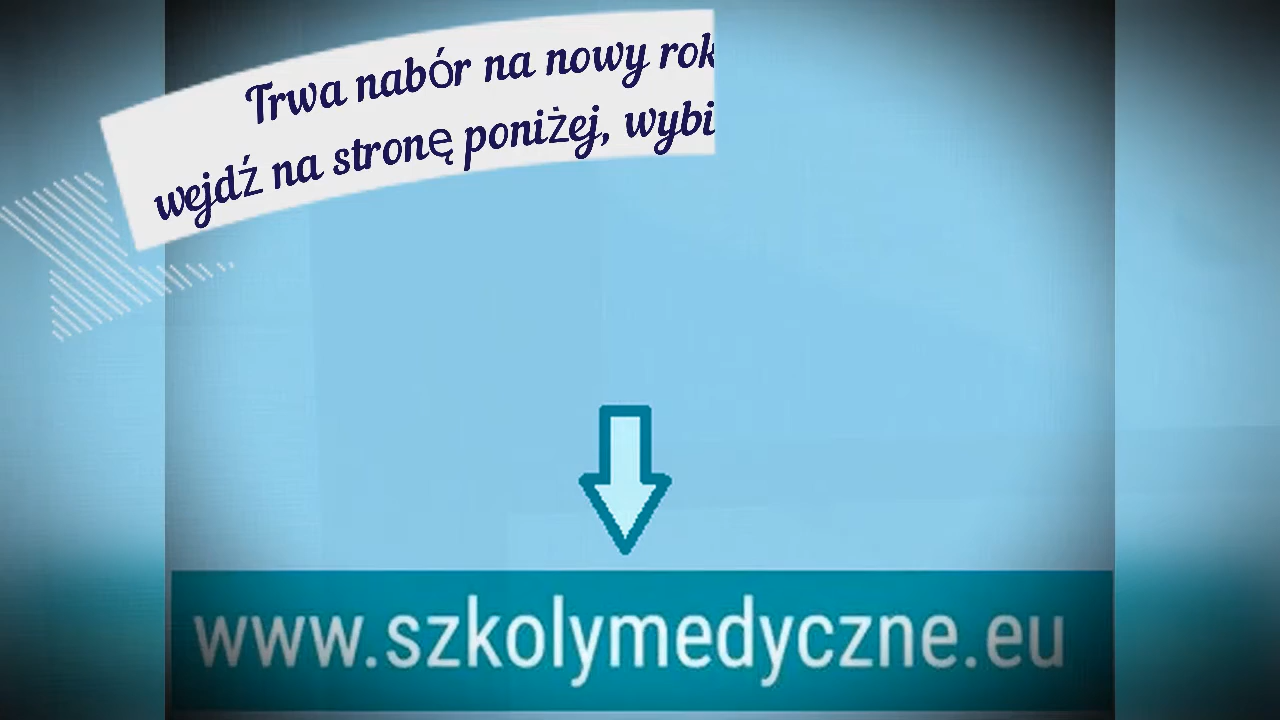 Trwa nabór na nowy rok
wejdź na stronę poniżej, wybi
www.szkolymedyczne.eu